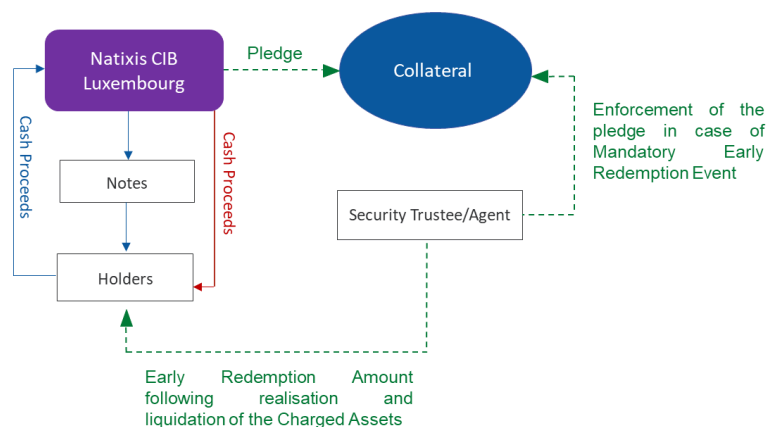 Natixis CIB
Luxembourg
Pledge
Collateral
Cash Proceeds
Cash Proceeds
Enforcement of the
pledge in case of
Mandatory Early
Redemption Event
Notes
Security Trustee/Agent
Holders
Early Redemption Amount
following realisation and
liquidation of the Charged Assets